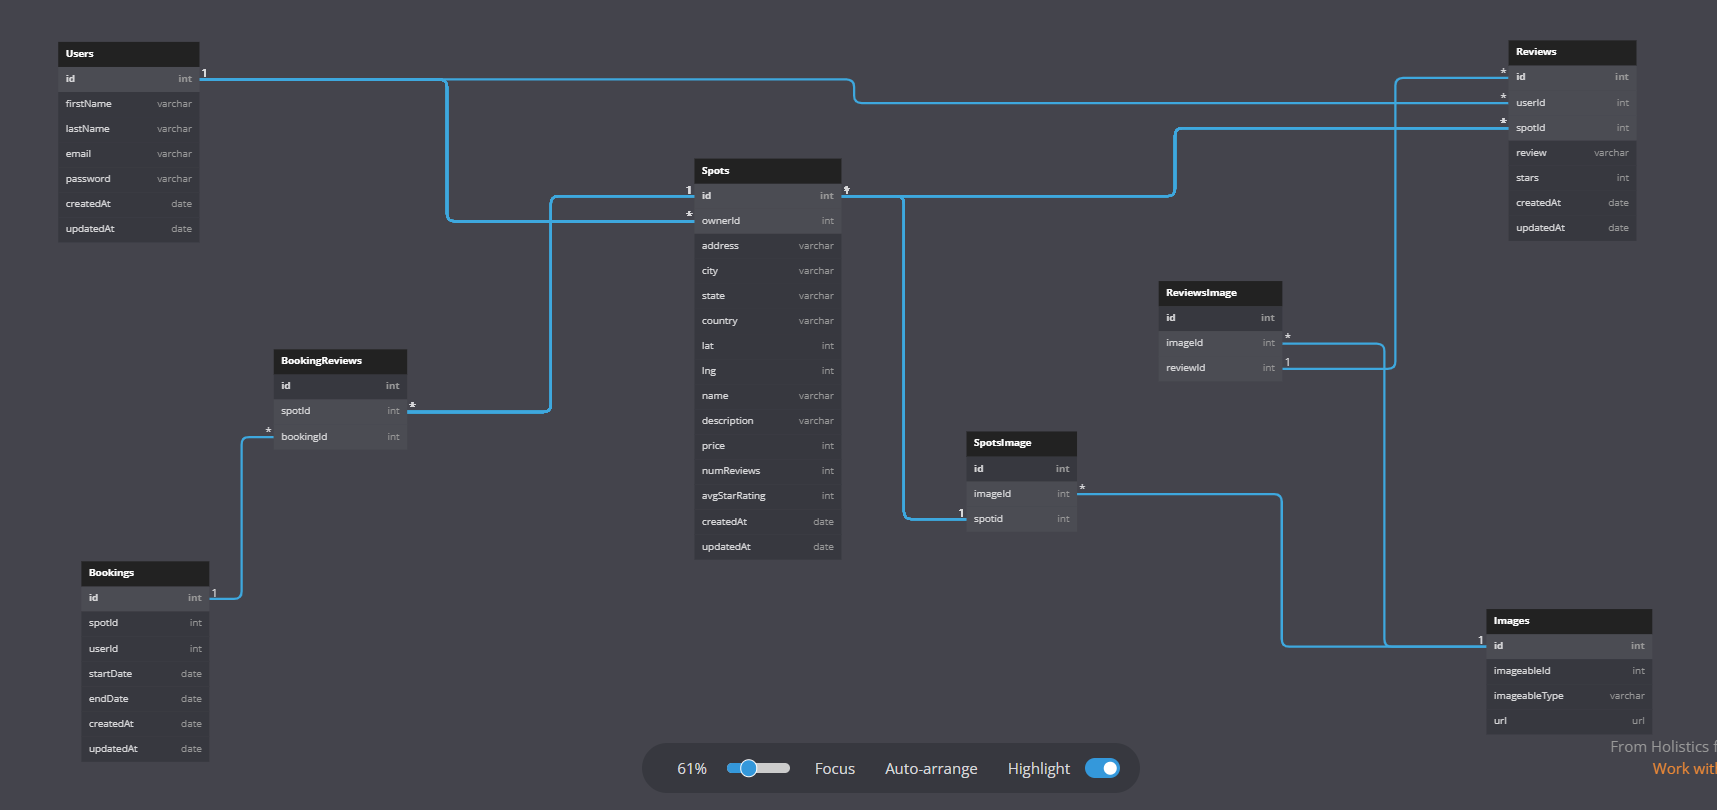 Users
id int 1
firstName varchar
lastName varchar
email varchar
password varchar
createdAt date
updatedAt date
Reviews
* id int
* userId int
* spotId int
review varchar
stars int
createdAt date
updatedAt date
Spots
1 id int *
* ownerId int
address varchar
city varchar
state varchar
country varchar
lat int
lng int
name varchar
description varchar
price int
numReviews int
avgStarRating int
createdAt date
updatedAt date
ReviewsImage
id int
imageId int *
reviewId int 1
BookingReviews
id int
spotId int *
* bookingId int
SpotsImage
id int
imageId int *
1 spotid int
Bookings
id int 1
spotId int
userId int
startDate date
endDate date
createdAt date
updatedAt date
Images
1 id int
imageableId int
imageableType varchar
url url
From Holistics
Work
61% Focus Auto-arrange Highlight